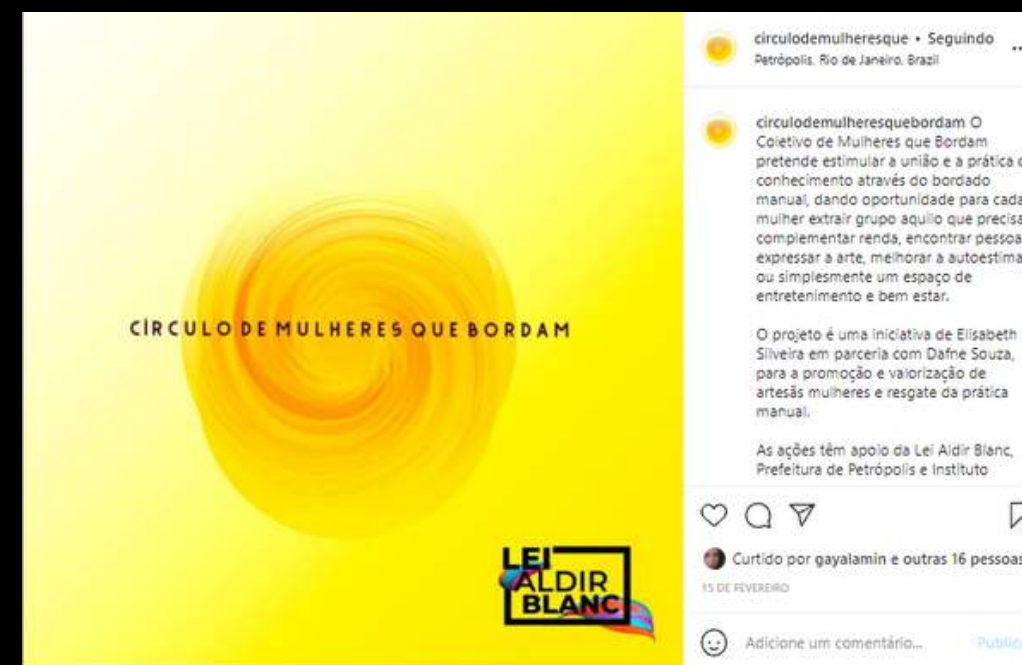 CÍRCULO DE MULHERES QUE BORDAM
LEI
ALDIR
BLANC
circulodemulheresque • Seguindo
Petrópolis, Rio de Janeiro, Brazil
circulodemulheresquebordam O
Coletivo de Mulheres que Bordam
pretende estimular a união e a prática
conhecimento através do bordado
manual, dando oportunidade para cada
mulher extrair grupo aquilo que precisa
complementar renda, encontrar pessoa
expressar a arte, melhorar a autoestima
ou simplesmente um espaço de
entretenimento e bem estar.
O projeto é uma iniciativa de Elisabeth
Silveira em parceria com Dafne Souza,
para a promoção e valorização de
artesãs mulheres e resgate da prática
manual.
As ações têm apoio da Lei Aldir Blanc,
Prefeitura de Petrópolis e Instituto
Curtido por gayalamin e outras 16 pessoas
15 DE FEVEREIRO
Adicione um comentário... Public